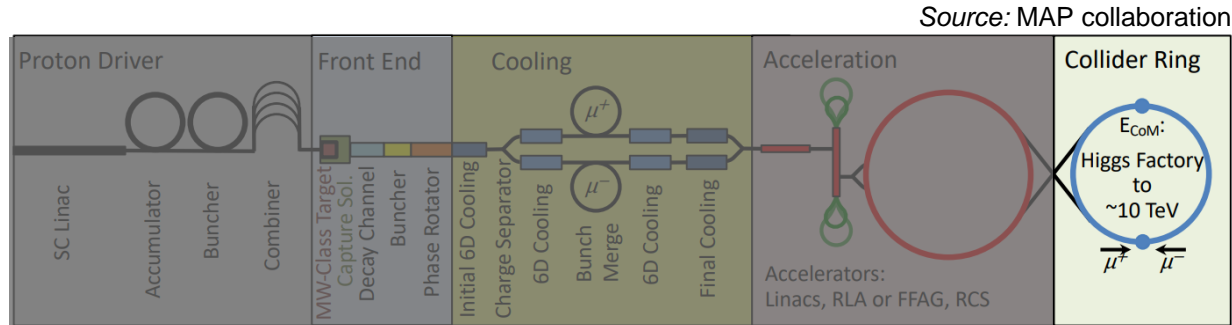 Source: MAP collaboration
Proton Driver
SC Linac
Accumulator
Buncher
Combiner
Front End
MW-Class Target
Capture Sol.
Decay Channel
Buncher
Phase Rotator
Cooling
Initial 6D Cooling
Charge Separator
6D Cooling
μ+
μ−
Bunch
Merge
6D Cooling
Final Cooling
Acceleration
Accelerators:
Linacs, RLA or FFAG, RCS
Collider Ring
ECoM:
Higgs Factory
to
~10 TeV
μ+ μ−